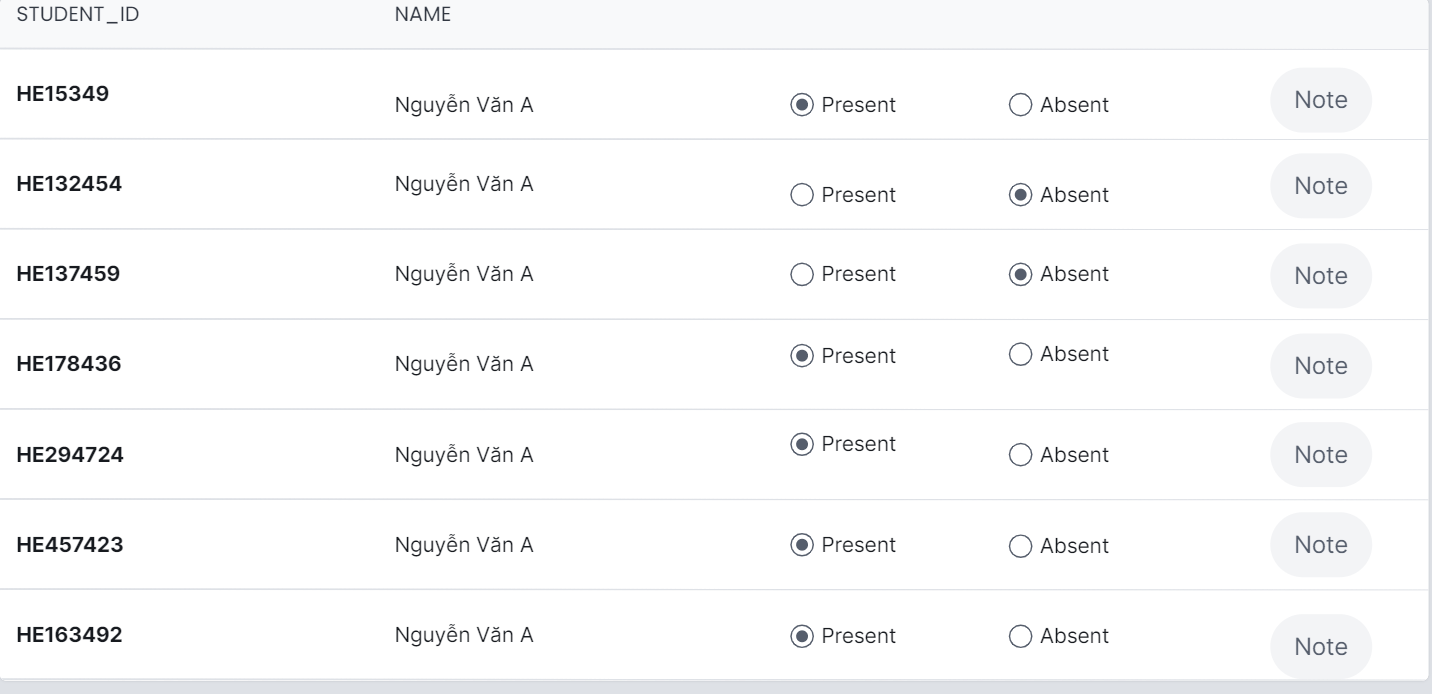 STUDENT_ID NAME
HE15349 Nguyễn Văn A Present Absent Note
HE132454 Nguyễn Văn A Present Absent Note
HE137459 Nguyễn Văn A Present Absent Note
HE178436 Nguyễn Văn A Present Absent Note
HE294724 Nguyễn Văn A Present Absent Note
HE457423 Nguyễn Văn A Present Absent Note
HE163492 Nguyễn Văn A Present Absent Note